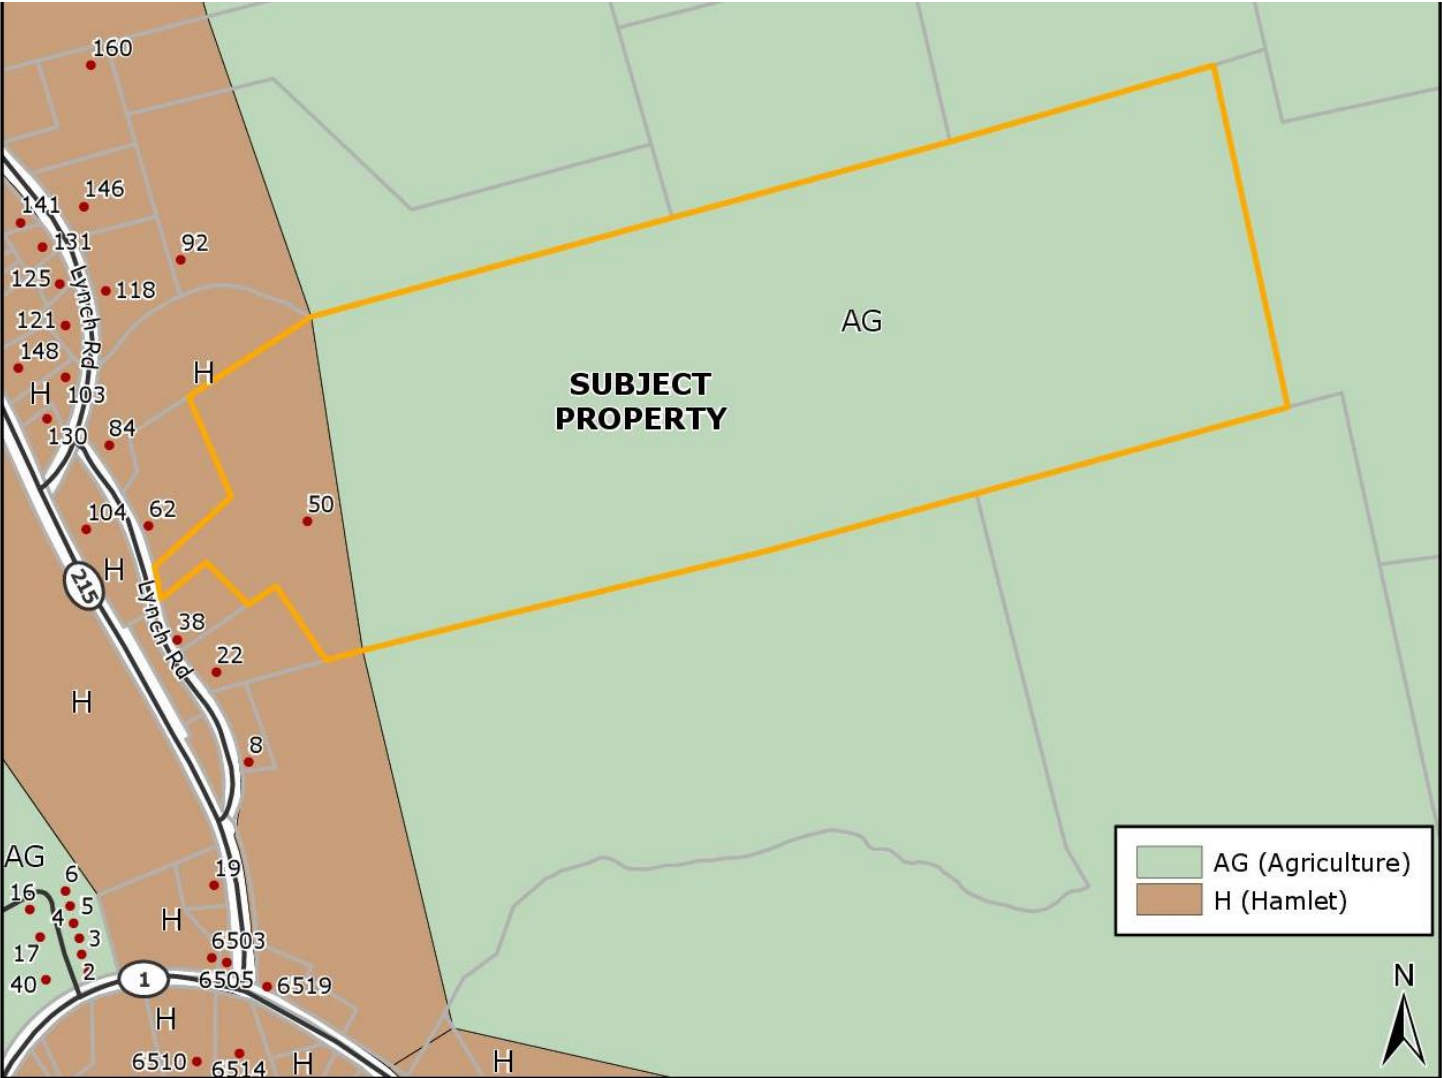 160
146
141
131
92
125
118
121
148
103
H
H
130
84
AG
SUBJECT
PROPERTY
50
104
62
H
215
Lynch Rd
Lynch Rd
38
22
H
8
AG
19
6
16
5
4
H
3
17
6503
2
40
1
6505
6519
H
6510
6514
H
H
AG (Agriculture)
H (Hamlet)
N